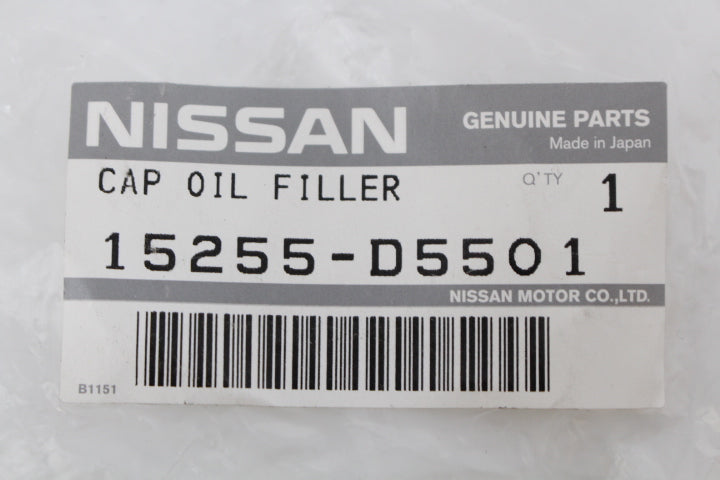 NISSAN GENUINE PARTS
Made in Japan
CAP OIL FILLER Q'TY 1
15255-D5501
NISSAN MOTOR CO.,LTD.
B1151